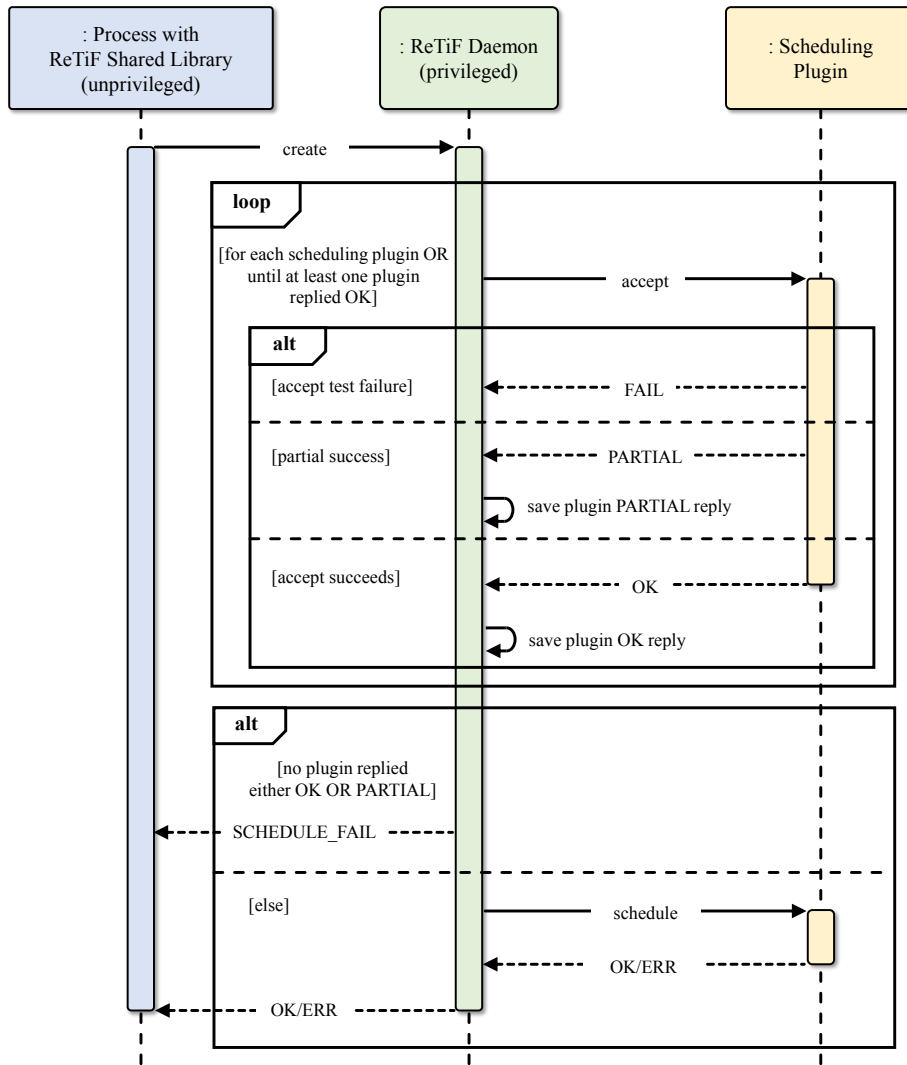 : Process with
ReTiF Shared Library
(unprivileged)
: ReTiF Daemon
(privileged)
: Scheduling
Plugin
create
loop
[for each scheduling plugin OR
until at least one plugin
replied OK]
accept
alt
[accept test failure]
FAIL
[partial success]
PARTIAL
save plugin PARTIAL reply
[accept succeeds]
OK
save plugin OK reply
alt
[no plugin replied
either OK OR PARTIAL]
SCHEDULE_FAIL
[else]
schedule
OK/ERR
OK/ERR